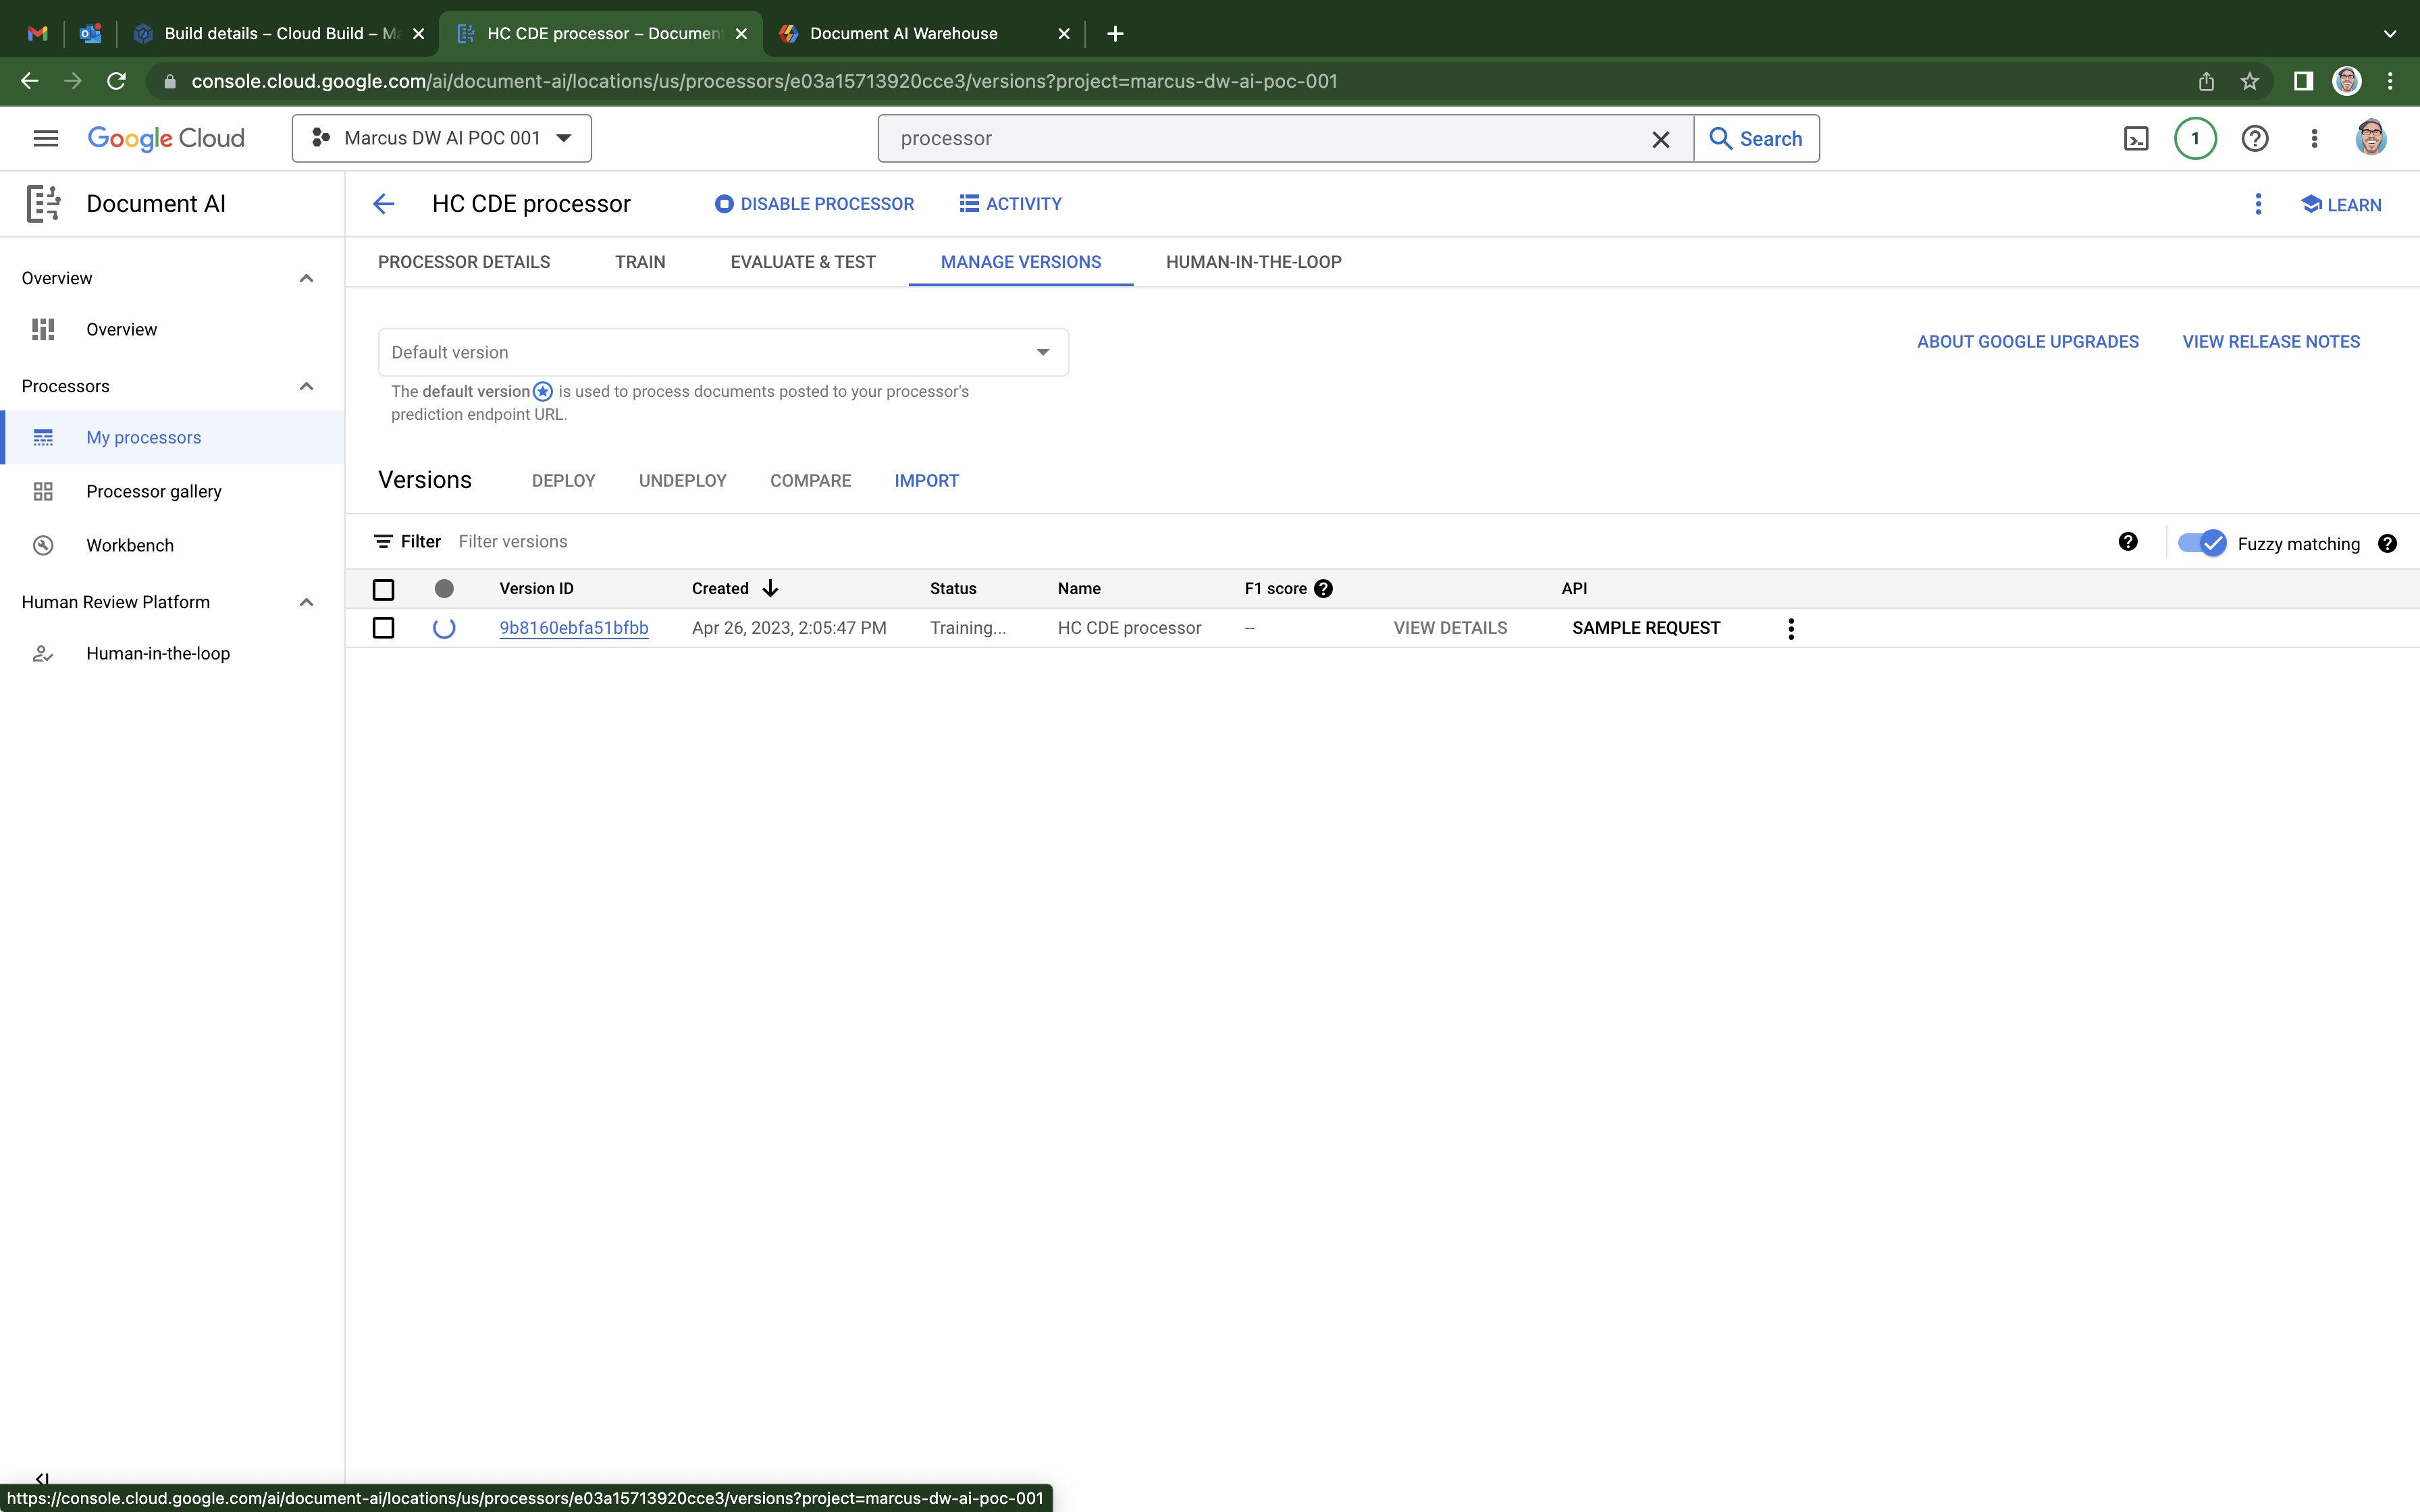 Build details – Cloud Build – Ma
HC CDE processor – Document
Document AI Warehouse
console.cloud.google.com/ai/document-ai/locations/us/processors/e03a15713920cce3/versions?project=marcus-dw-ai-poc-001
Google Cloud
Marcus DW AI POC 001
processor
Search
1
Document AI
HC CDE processor
DISABLE PROCESSOR
ACTIVITY
LEARN
Overview
Overview
Processors
My processors
Processor gallery
Workbench
Human Review Platform
Human-in-the-loop
PROCESSOR DETAILS
TRAIN
EVALUATE & TEST
MANAGE VERSIONS
HUMAN-IN-THE-LOOP
Default version
The default version is used to process documents posted to your processor's
prediction endpoint URL.
ABOUT GOOGLE UPGRADES
VIEW RELEASE NOTES
Versions
DEPLOY
UNDEPLOY
COMPARE
IMPORT
Filter Filter versions
Fuzzy matching
Version ID Created Status Name F1 score API
9b8160ebfa51bfbb Apr 26, 2023, 2:05:47 PM Training... HC CDE processor -- VIEW DETAILS SAMPLE REQUEST
https://console.cloud.google.com/ai/document-ai/locations/us/processors/e03a15713920cce3/versions?project=marcus-dw-ai-poc-001